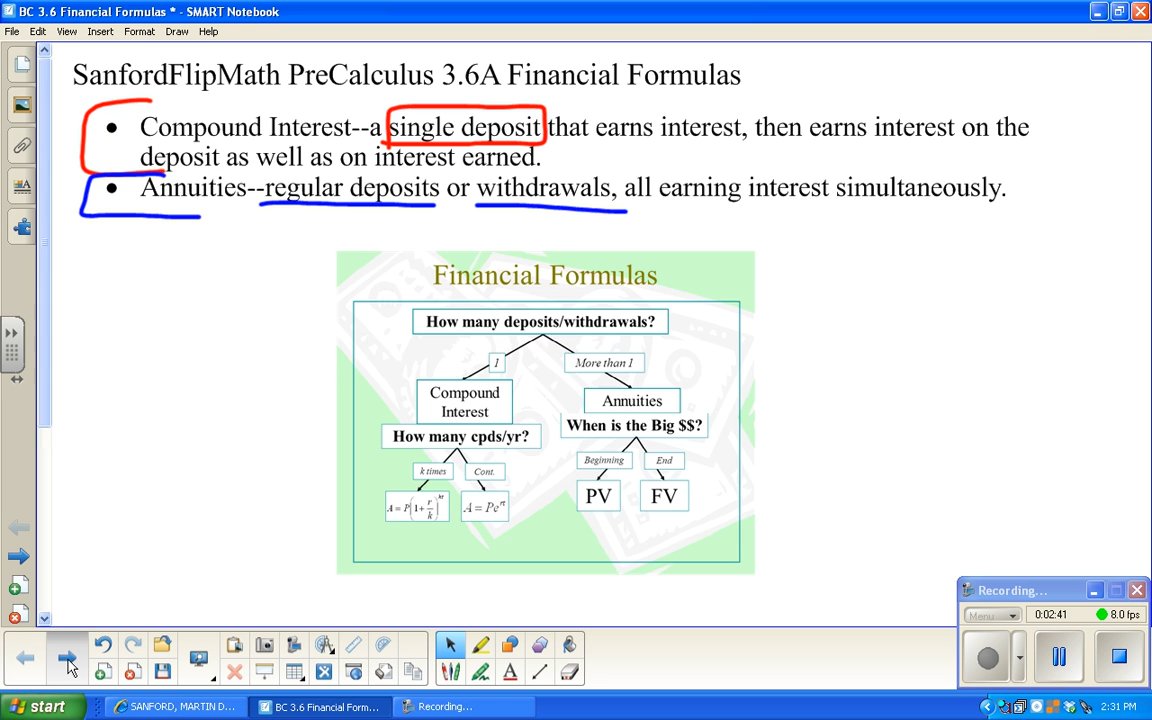 BC 3.6 Financial Formulas * - SMART Notebook
File Edit View Insert Format Draw Help
SanfordFlipMath PreCalculus 3.6A Financial Formulas
• Compound Interest--a single deposit that earns interest, then earns interest on the
deposit as well as on interest earned.
• Annuities--regular deposits or withdrawals, all earning interest simultaneously.
Financial Formulas
How many deposits/withdrawals?
1
More than 1
Compound
Interest
Annuities
How many cpds/yr?
When is the Big $$?
k times
Cont.
Beginning
End
A = P(1 + r/k)^kt
A = Pe^rt
PV
FV
Recording...
Menu
0:02:41
8.0 fps
start
SANFORD, MARTIN D...
BC 3.6 Financial Form...
Recording...
2:31 PM